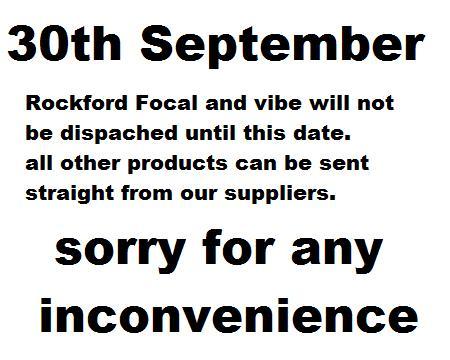 30th September
Rockford Focal and vibe will not
be dispached until this date.
all other products can be sent
straight from our suppliers.
sorry for any
inconvenience